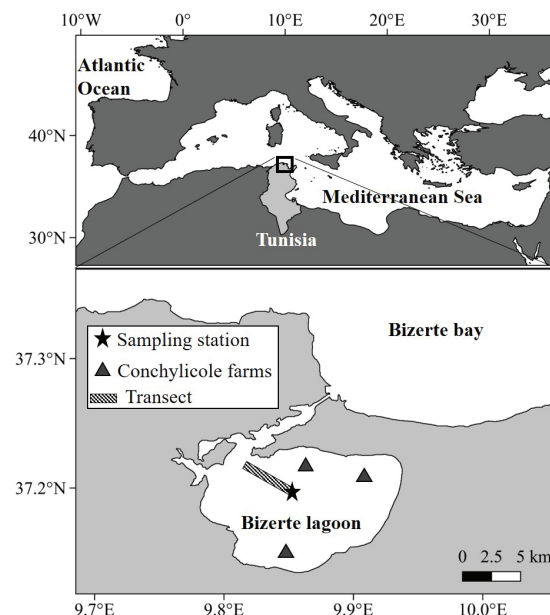 10°W 0° 10°E 20°E 30°E
Atlantic
Ocean
40°N
Mediterranean Sea
30°N
Tunisia
Bizerte bay
Sampling station
37.3°N
Conchylicole farms
Transect
37.2°N
Bizerte lagoon
0 2.5 5 km
9.7°E 9.8°E 9.9°E 10.0°E